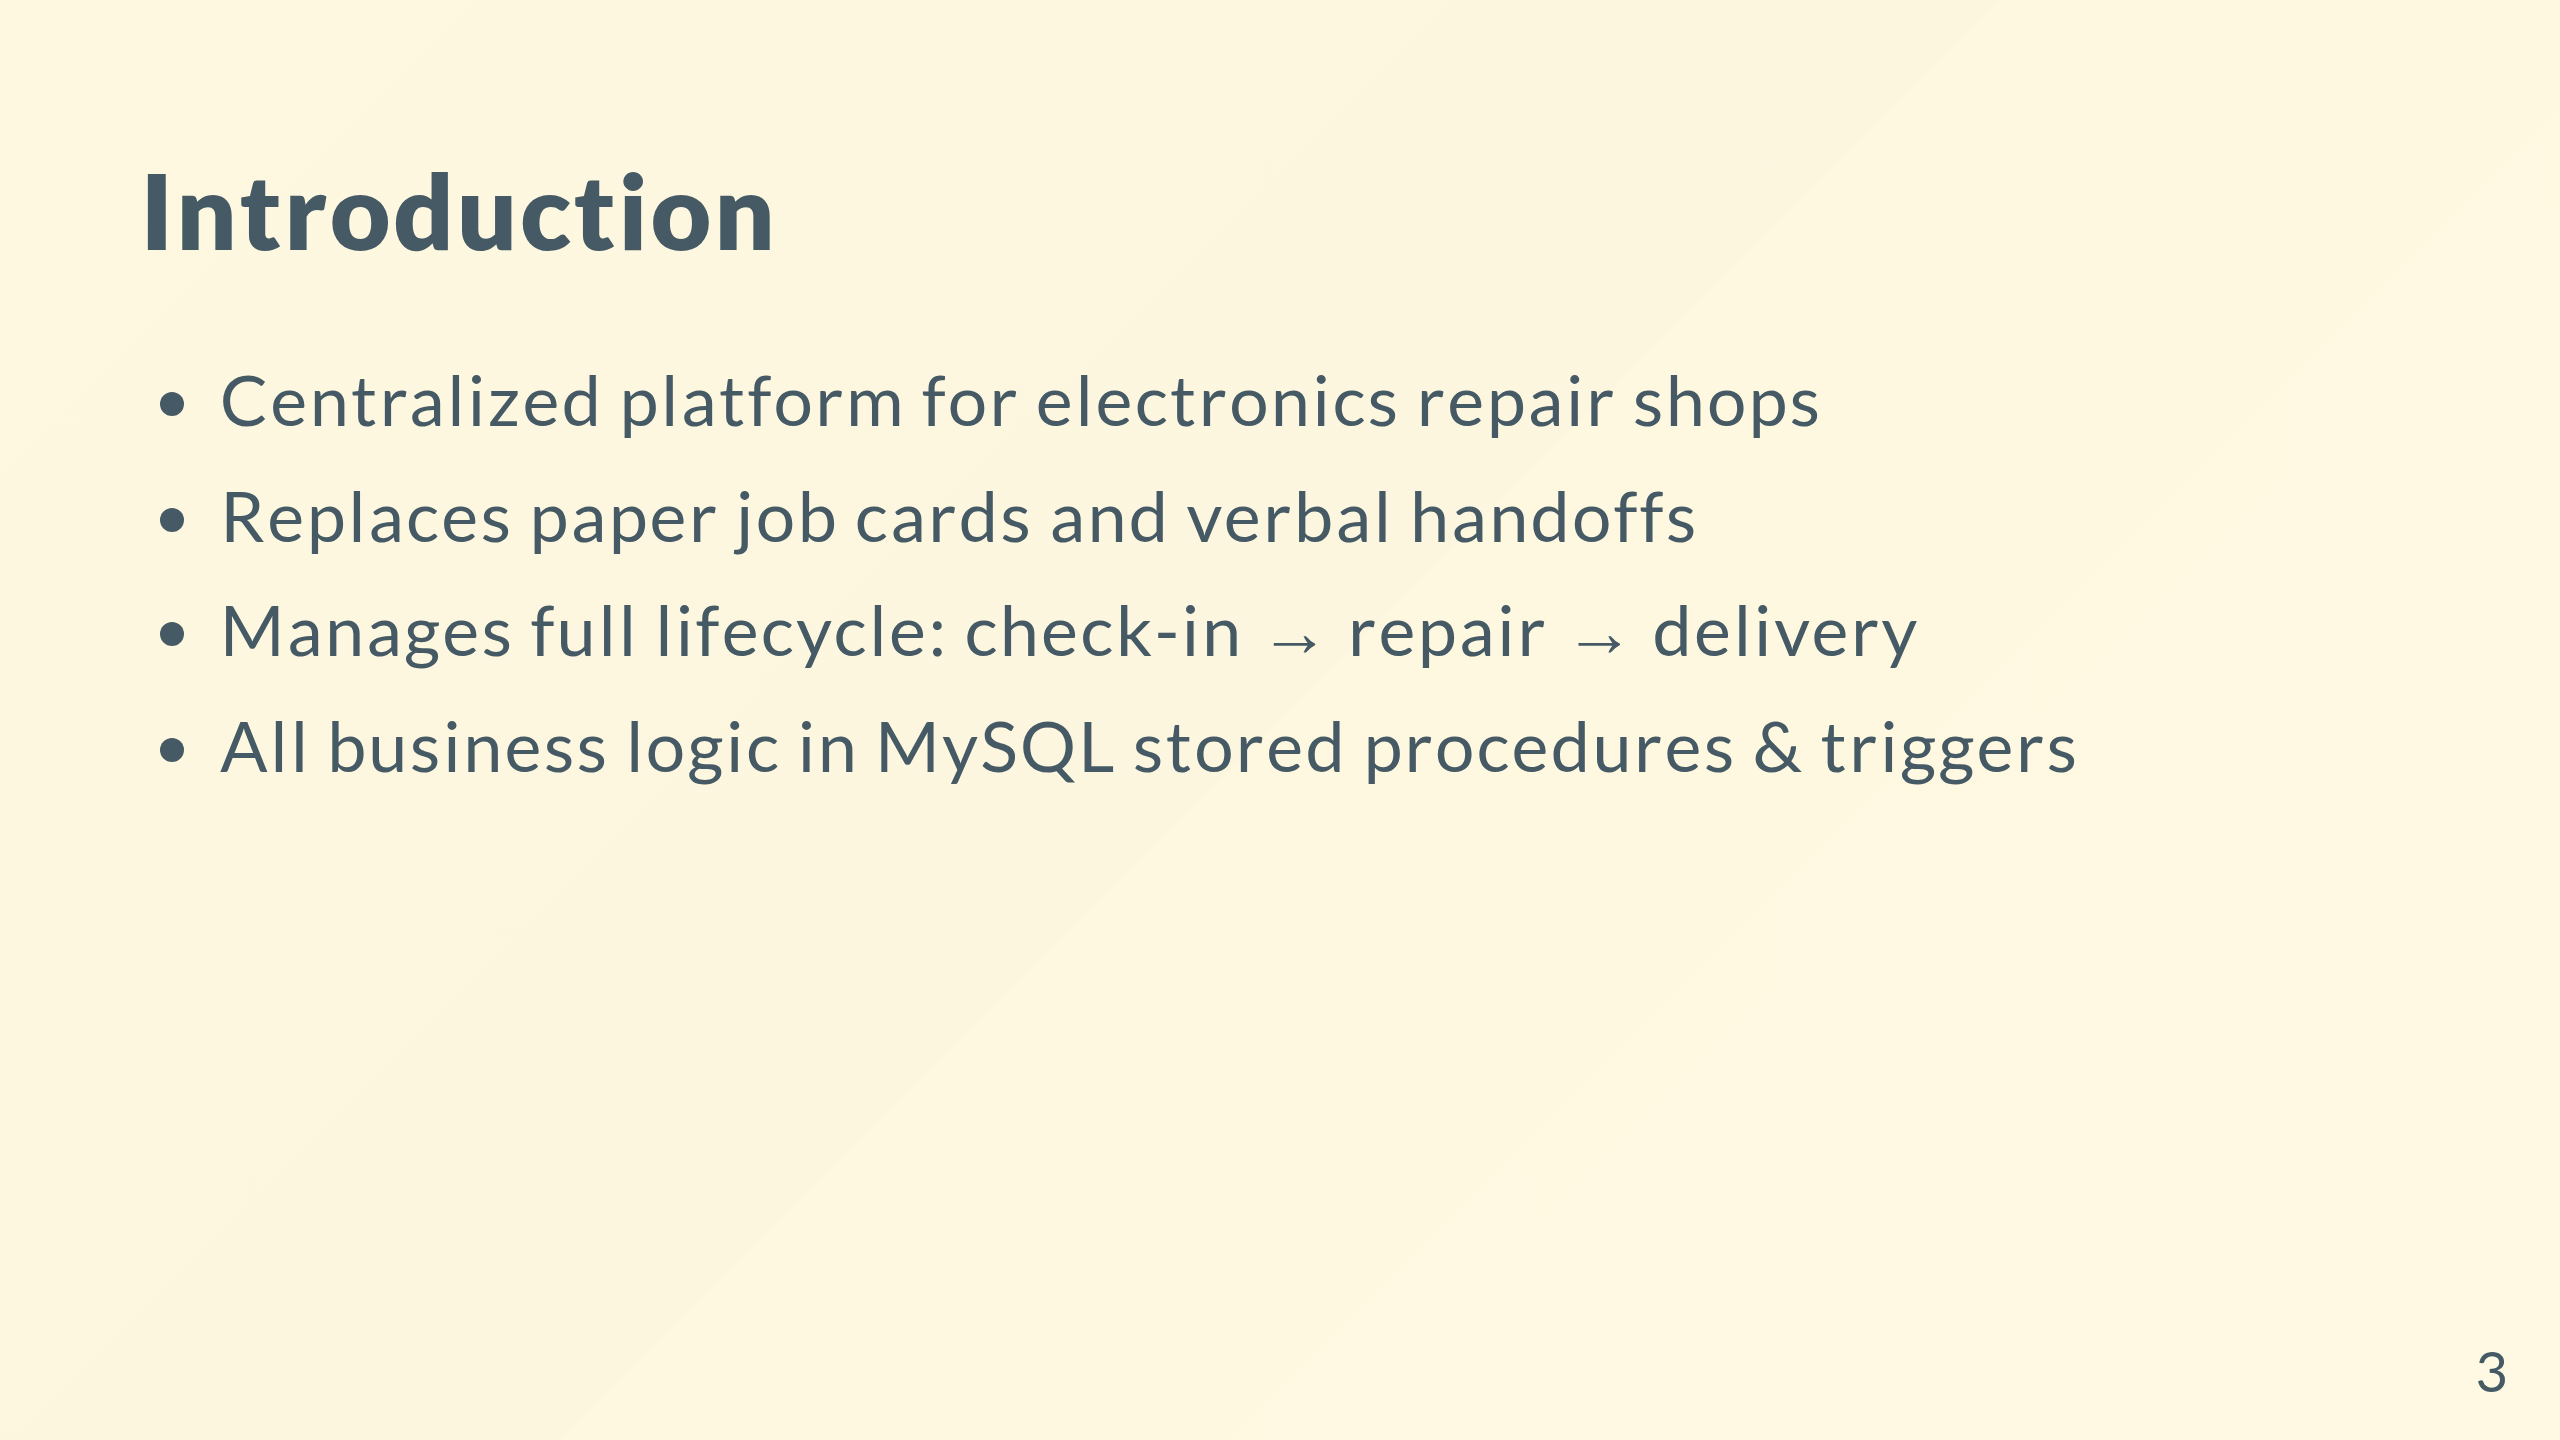 Introduction
• Centralized platform for electronics repair shops
• Replaces paper job cards and verbal handoffs
• Manages full lifecycle: check-in → repair → delivery
• All business logic in MySQL stored procedures & triggers
3